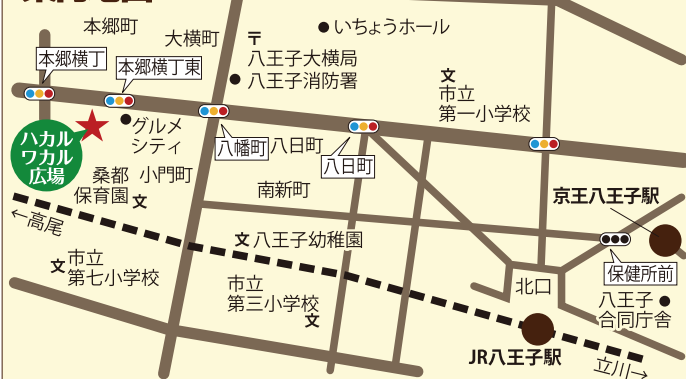 本郷町
大横町
いちょうホール
〒
八王子大横局
八王子消防署
本郷横丁
本郷横丁東
文
市立
第一小学校
グルメ
シティ
ハカル
ワカル
広場
八幡町
八日町
八日町
桑都
保育園
文
小門町
南新町
京王八王子駅
←高尾
文
八王子幼稚園
市立
文
第七小学校
市立
第三小学校
文
北口
保健所前
八王子
合同庁舎
JR八王子駅
立川→